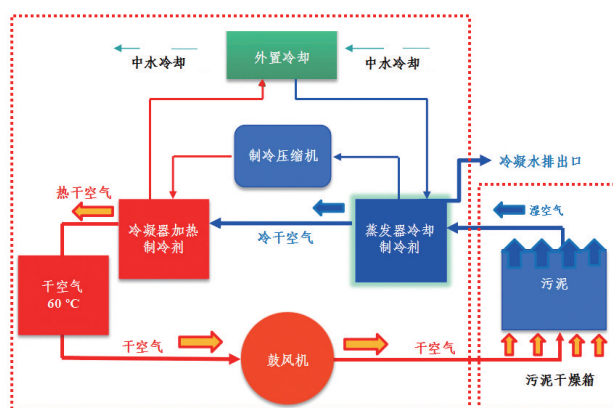 外置冷却
中水冷却
中水冷却
制冷压缩机
冷凝水排出口
热干空气
湿空气
冷凝器加热
制冷剂
冷干空气
蒸发器冷却
制冷剂
干空气
60 ℃
污泥
干空气
鼓风机
干空气
污泥干燥箱